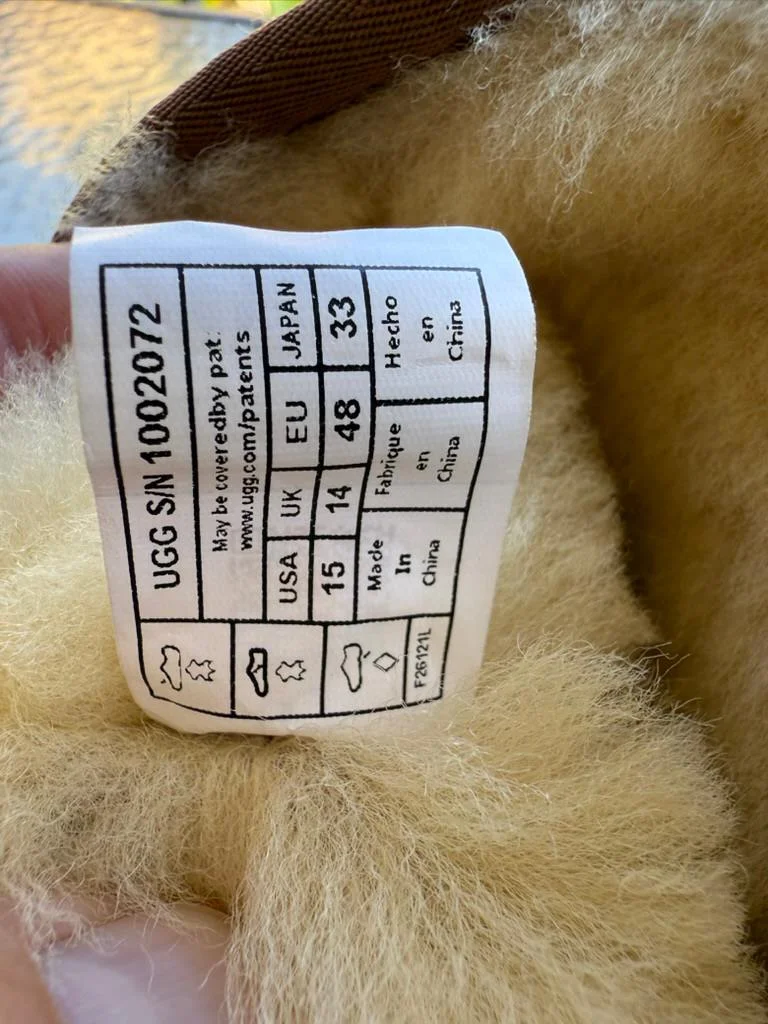 UGG S/N 1002072
May be coveredby pat.
www.ugg.com/patents
USA UK EU JAPAN
15 14 48 33
Made In China
Fabrique en China
Hecho en China
F26121L